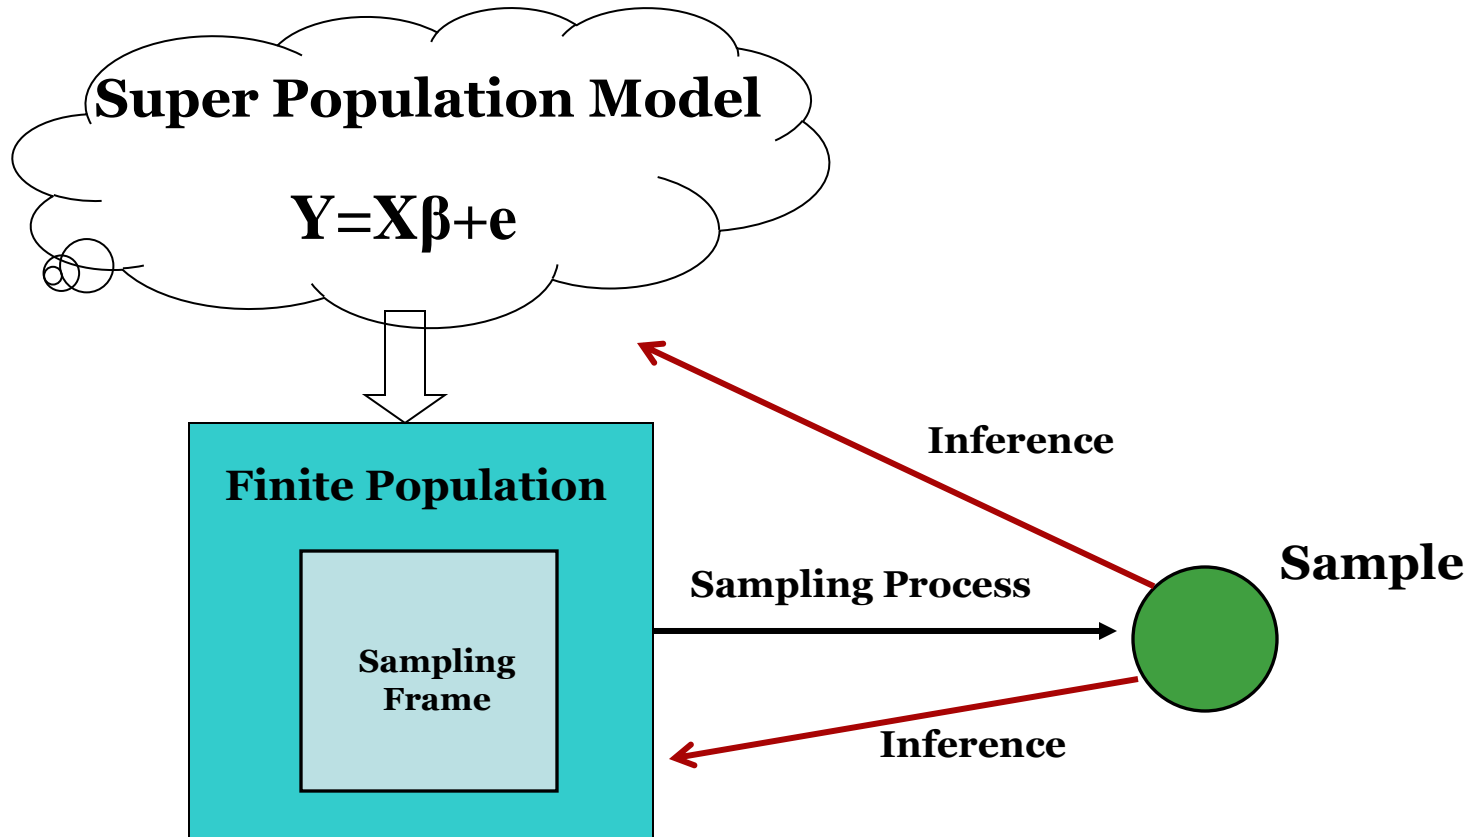 Super Population Model
Y=Xβ+e
Inference
Finite Population
Sample
Sampling Process
Sampling
Frame
Inference